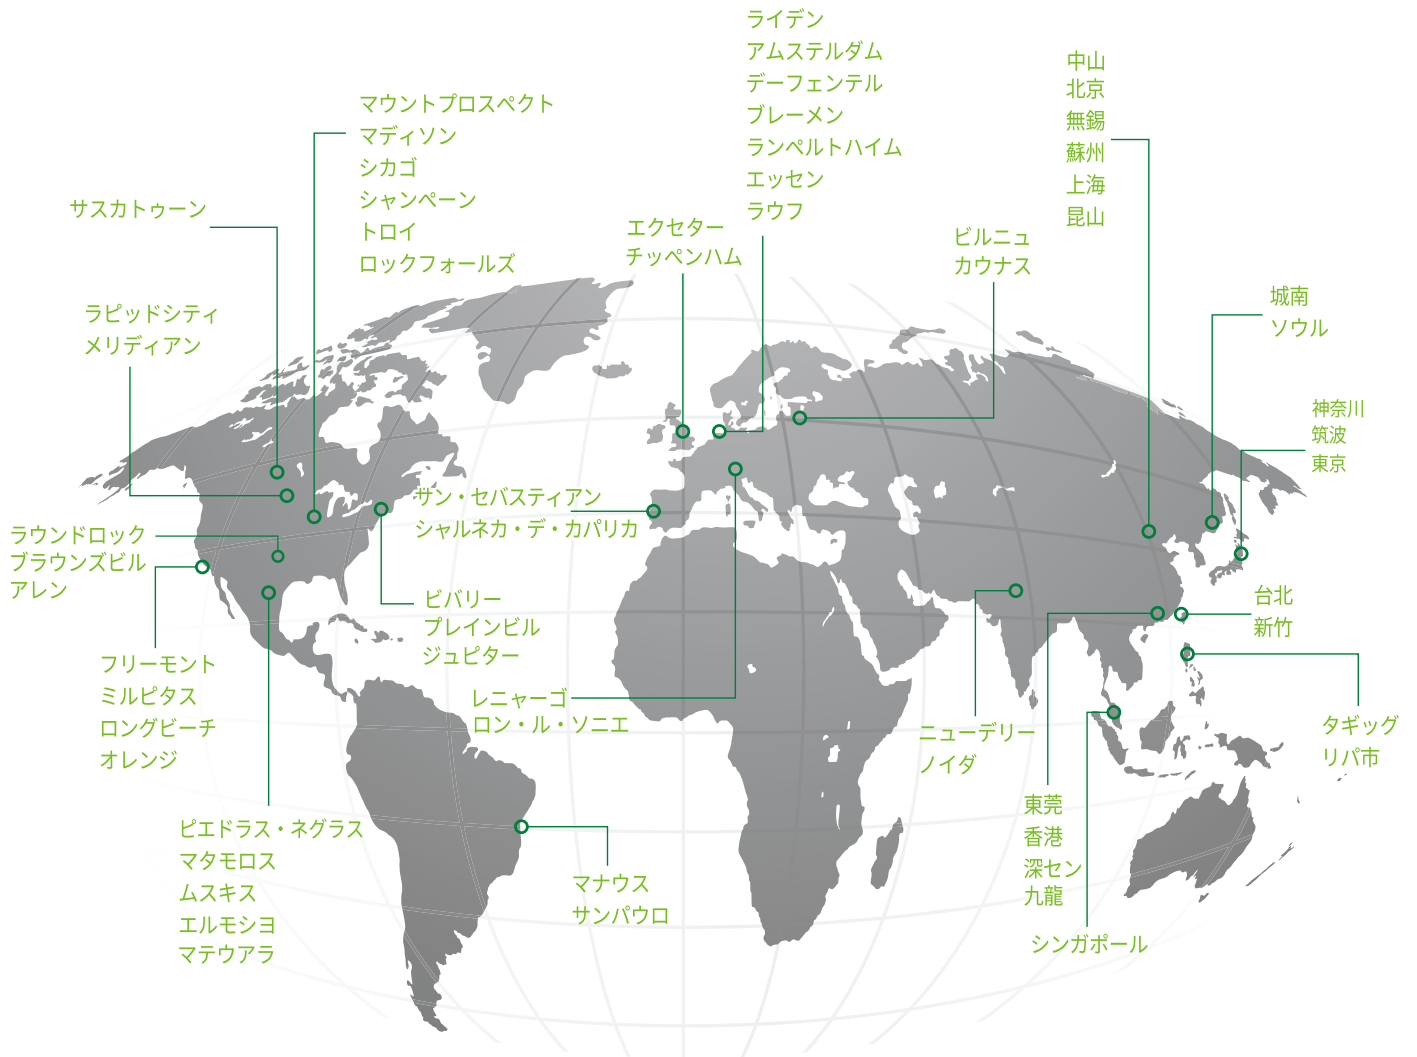 ライデン
アムステルダム
デーフェンテル
ブレーメン
ランペルトハイム
エッセン
ラウフ
中山
北京
無錫
蘇州
上海
昆山
マウントプロスペクト
マディソン
シカゴ
シャンペーン
トロイ
ロックフォールズ
サスカトゥーン
エクセター
チッペンハム
ビルニュ
カウナス
城南
ソウル
ラピッドシティ
メリディアン
神奈川
筑波
東京
サン・セバスティアン
シャルネカ・デ・カパリカ
ラウンドロック
ブラウンズビル
アレン
ビバリー
プレインビル
ジュピター
台北
新竹
フリーモント
ミルピタス
ロングビーチ
オレンジ
レニャーゴ
ロン・ル・ソニエ
ニューデリー
ノイダ
タギッグ
リパ市
東莞
香港
深セン
九龍
ピエドラス・ネグラス
マタモロス
ムスキス
エルモシヨ
マテウアラ
マナウス
サンパウロ
シンガポール